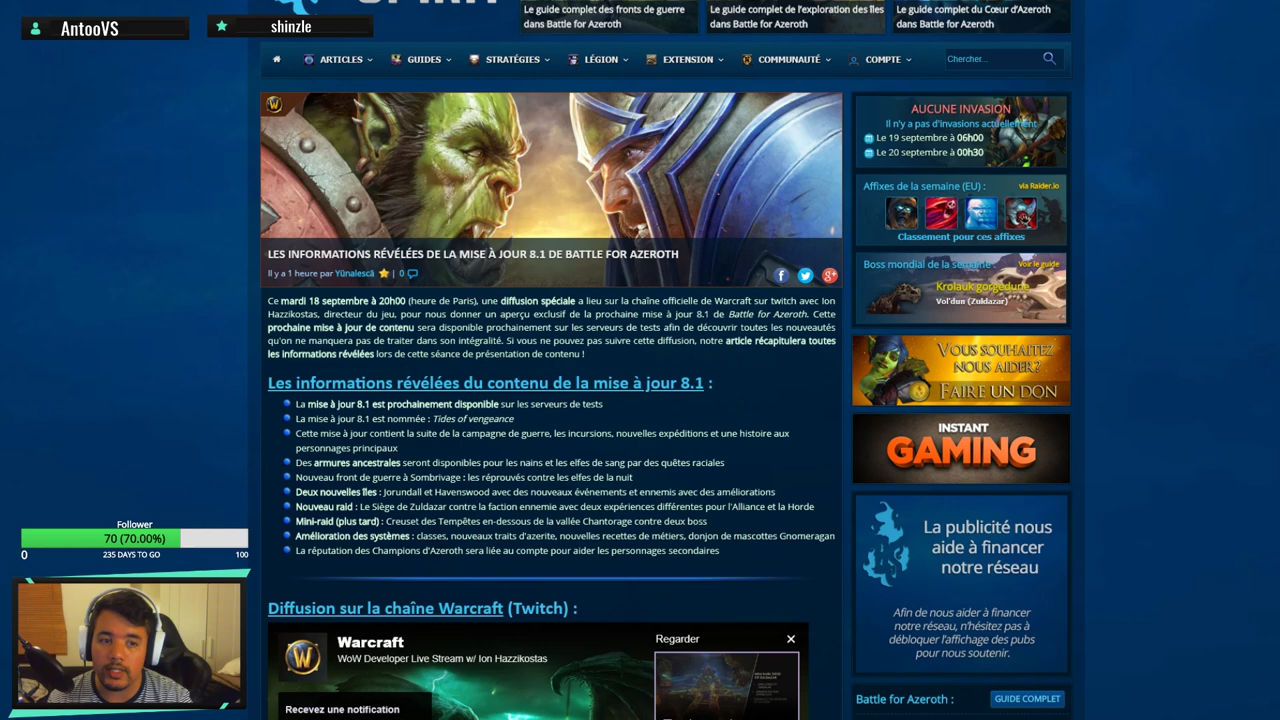 Le guide complet des fronts de guerre
dans Battle for Azeroth
Le guide complet de l'exploration des îles
dans Battle for Azeroth
Le guide complet du Cœur d'Azeroth
dans Battle for Azeroth
AntooVS
shinzle
ARTICLES
GUIDES
STRATÉGIES
LÉGION
EXTENSION
COMMUNAUTÉ
COMPTE
Chercher...
LES INFORMATIONS RÉVÉLÉES DE LA MISE À JOUR 8.1 DE BATTLE FOR AZEROTH
Il y a 1 heure par Yünalescä | 0
Ce mardi 18 septembre à 20h00 (heure de Paris), une diffusion spéciale a lieu sur la chaîne officielle de Warcraft sur twitch avec Ion
Hazzikostas, directeur du jeu, pour nous donner un aperçu exclusif de la prochaine mise à jour 8.1 de Battle for Azeroth. Cette
prochaine mise à jour de contenu sera disponible prochainement sur les serveurs de tests afin de découvrir toutes les nouveautés
qu'on ne manquera pas de traiter dans son intégralité. Si vous ne pouvez pas suivre cette diffusion, notre article récapitulera toutes
les informations révélées lors de cette séance de présentation de contenu !
Les informations révélées du contenu de la mise à jour 8.1 :
La mise à jour 8.1 est prochainement disponible sur les serveurs de tests
La mise à jour 8.1 est nommée : Tides of vengeance
Cette mise à jour contient la suite de la campagne de guerre, les incursions, nouvelles expéditions et une histoire aux
personnages principaux
Des armures ancestrales seront disponibles pour les nains et les elfes de sang par des quêtes raciales
Nouveau front de guerre à Sombrivage : les réprouvés contre les elfes de la nuit
Deux nouvelles îles : Jorundall et Havenswood avec des nouveaux événements et ennemis avec des améliorations
Nouveau raid : Le Siège de Zuldazar contre la faction ennemie avec deux expériences différentes pour l'Alliance et la Horde
Mini-raid (plus tard) : Creuset des Tempêtes en-dessous de la vallée Chantorage contre deux boss
Amélioration des systèmes : classes, nouveaux traits d'azerite, nouvelles recettes de métiers, donjon de mascottes Gnomeragan
La réputation des Champions d'Azeroth sera liée au compte pour aider les personnages secondaires
Diffusion sur la chaîne Warcraft (Twitch) :
Warcraft
WoW Developer Live Stream w/ Ion Hazzikostas
Regarder
Recevez une notification
AUCUNE INVASION
Il n'y a pas d'invasions actuellement
Le 19 septembre à 06h00
Le 20 septembre à 00h30
Affixes de la semaine (EU) :
via Raider.io
Classement pour ces affixes
Boss mondial de la semaine :
Voir le guide
Krolauk gorgedune
Vol'dun (Zuldazar)
VOUS SOUHAITEZ
NOUS AIDER?
FAIRE UN DON
INSTANT
GAMING
La publicité nous
aide à financer
notre réseau
Afin de nous aider à financer
notre réseau, n'hésitez pas à
débloquer l'affichage des pubs
pour nous soutenir.
Battle for Azeroth :
GUIDE COMPLET
Follower
70 (70.00%)
0
235 DAYS TO GO
100